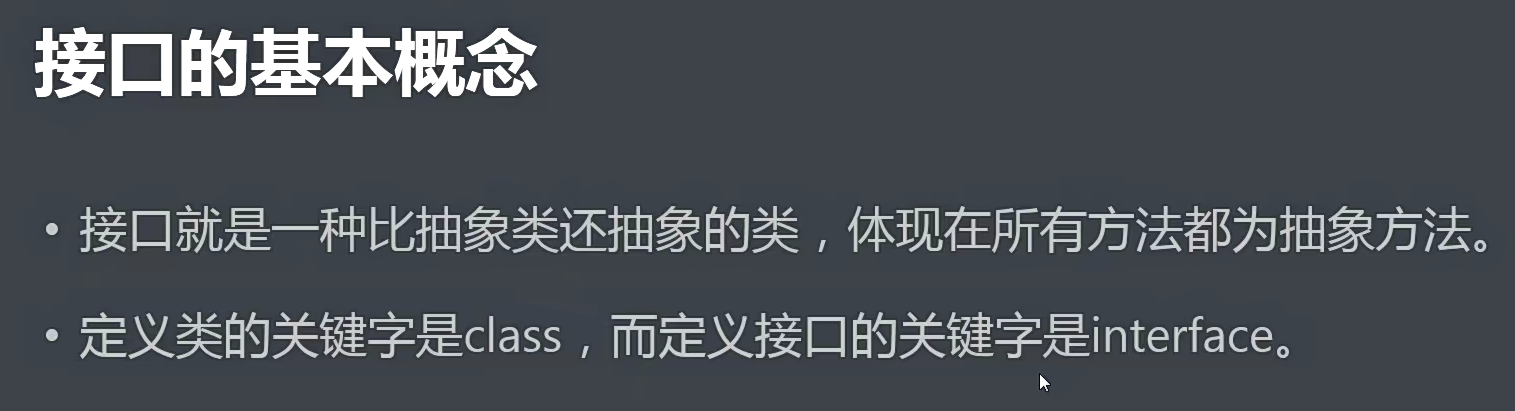 接口的基本概念
• 接口就是一种比抽象类还抽象的类，体现在所有方法都为抽象方法。
• 定义类的关键字是class，而定义接口的关键字是interface。